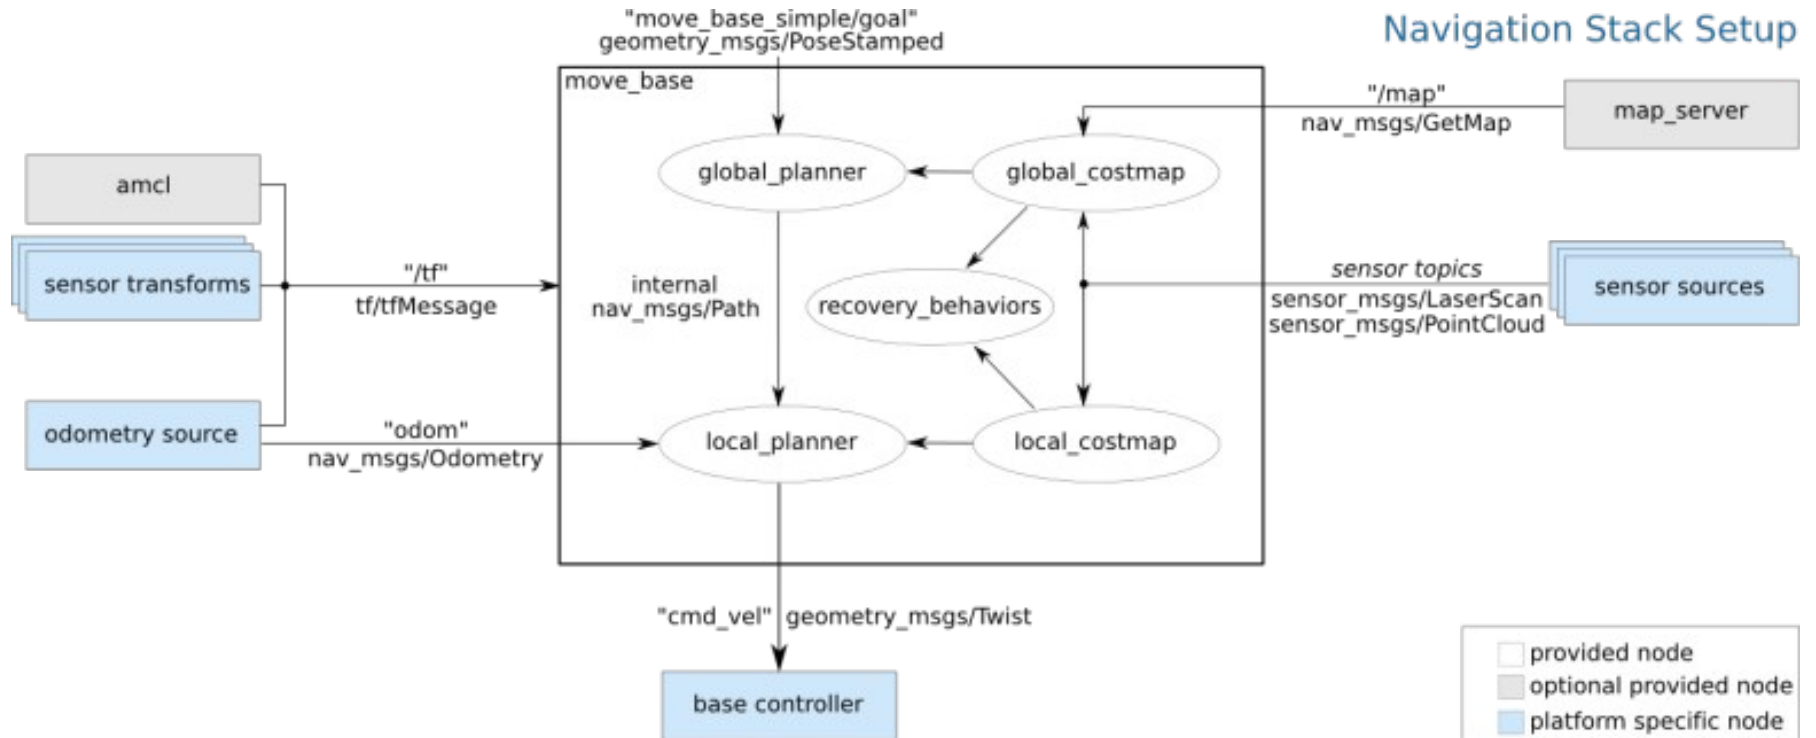 "move_base_simple/goal"
geometry_msgs/PoseStamped
Navigation Stack Setup
move_base
"/map"
nav_msgs/GetMap
map_server
amcl
global_planner
global_costmap
sensor transforms
"/tf"
tf/tfMessage
internal
nav_msgs/Path
recovery_behaviors
sensor topics
sensor_msgs/LaserScan
sensor_msgs/PointCloud
sensor sources
odometry source
"odom"
nav_msgs/Odometry
local_planner
local_costmap
"cmd_vel" geometry_msgs/Twist
base controller
provided node
optional provided node
platform specific node